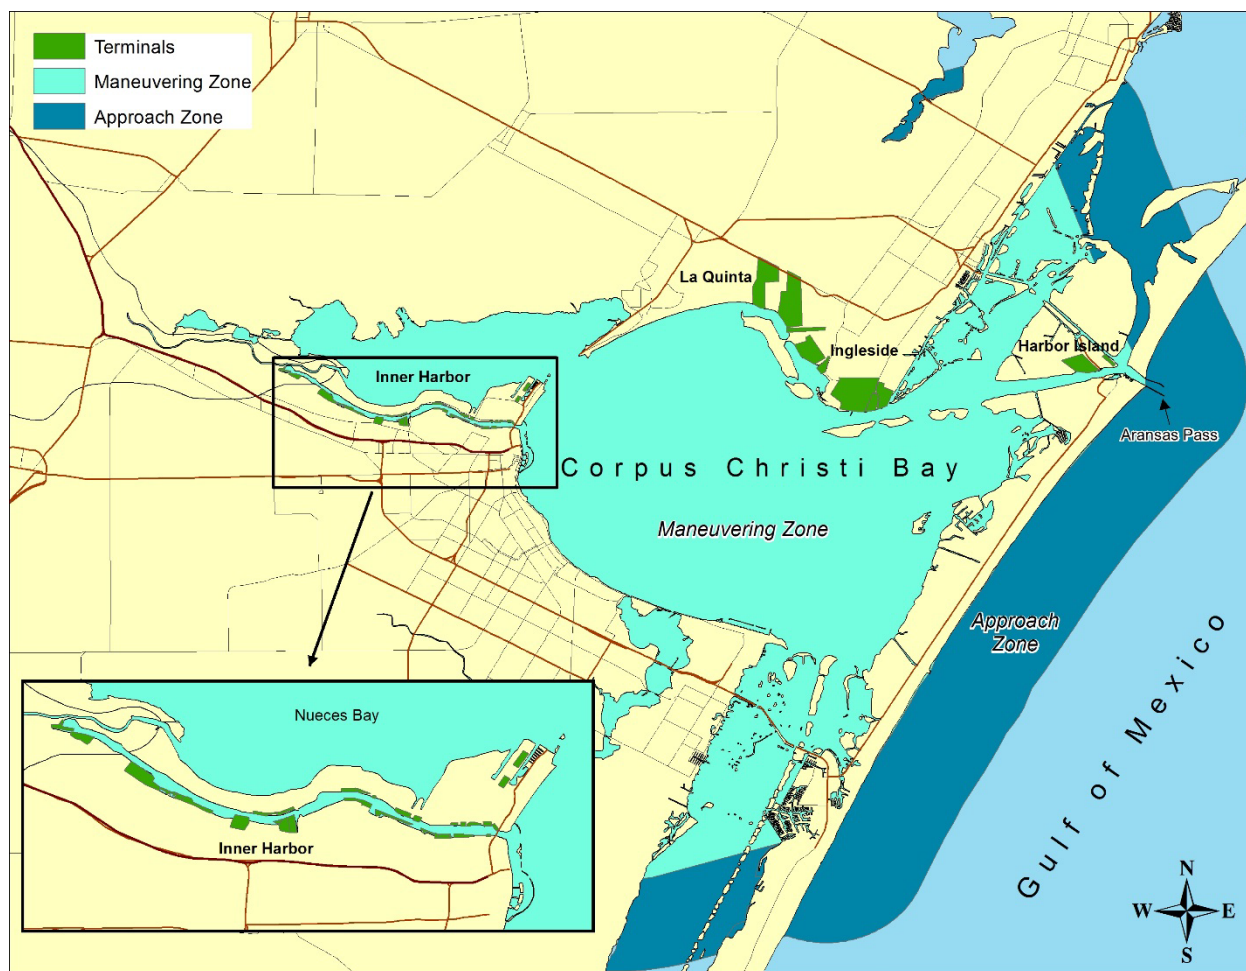 Terminals
Maneuvering Zone
Approach Zone
La Quinta
Ingleside
Harbor Island
Inner Harbor
Aransas Pass
Corpus Christi Bay
Maneuvering Zone
Approach
Zone
Gulf of Mexico
Nueces Bay
Inner Harbor
N
W
E
S